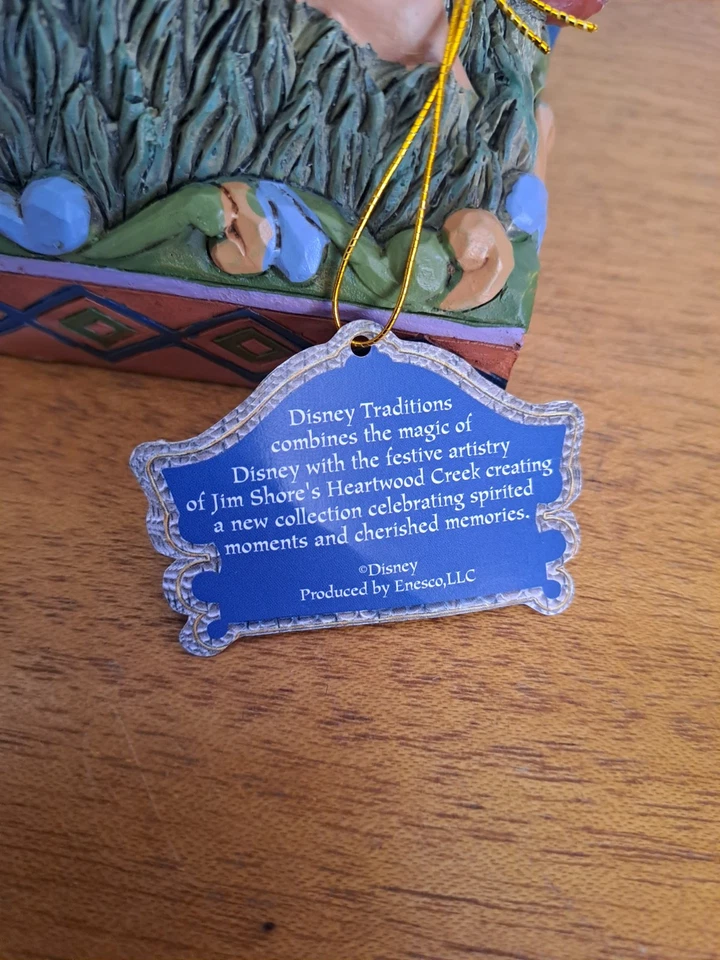 Disney Traditions
combines the magic of
Disney with the festive artistry
of Jim Shore's Heartwood Creek creating
a new collection celebrating spirited
moments and cherished memories.
©Disney
Produced by Enesco,LLC